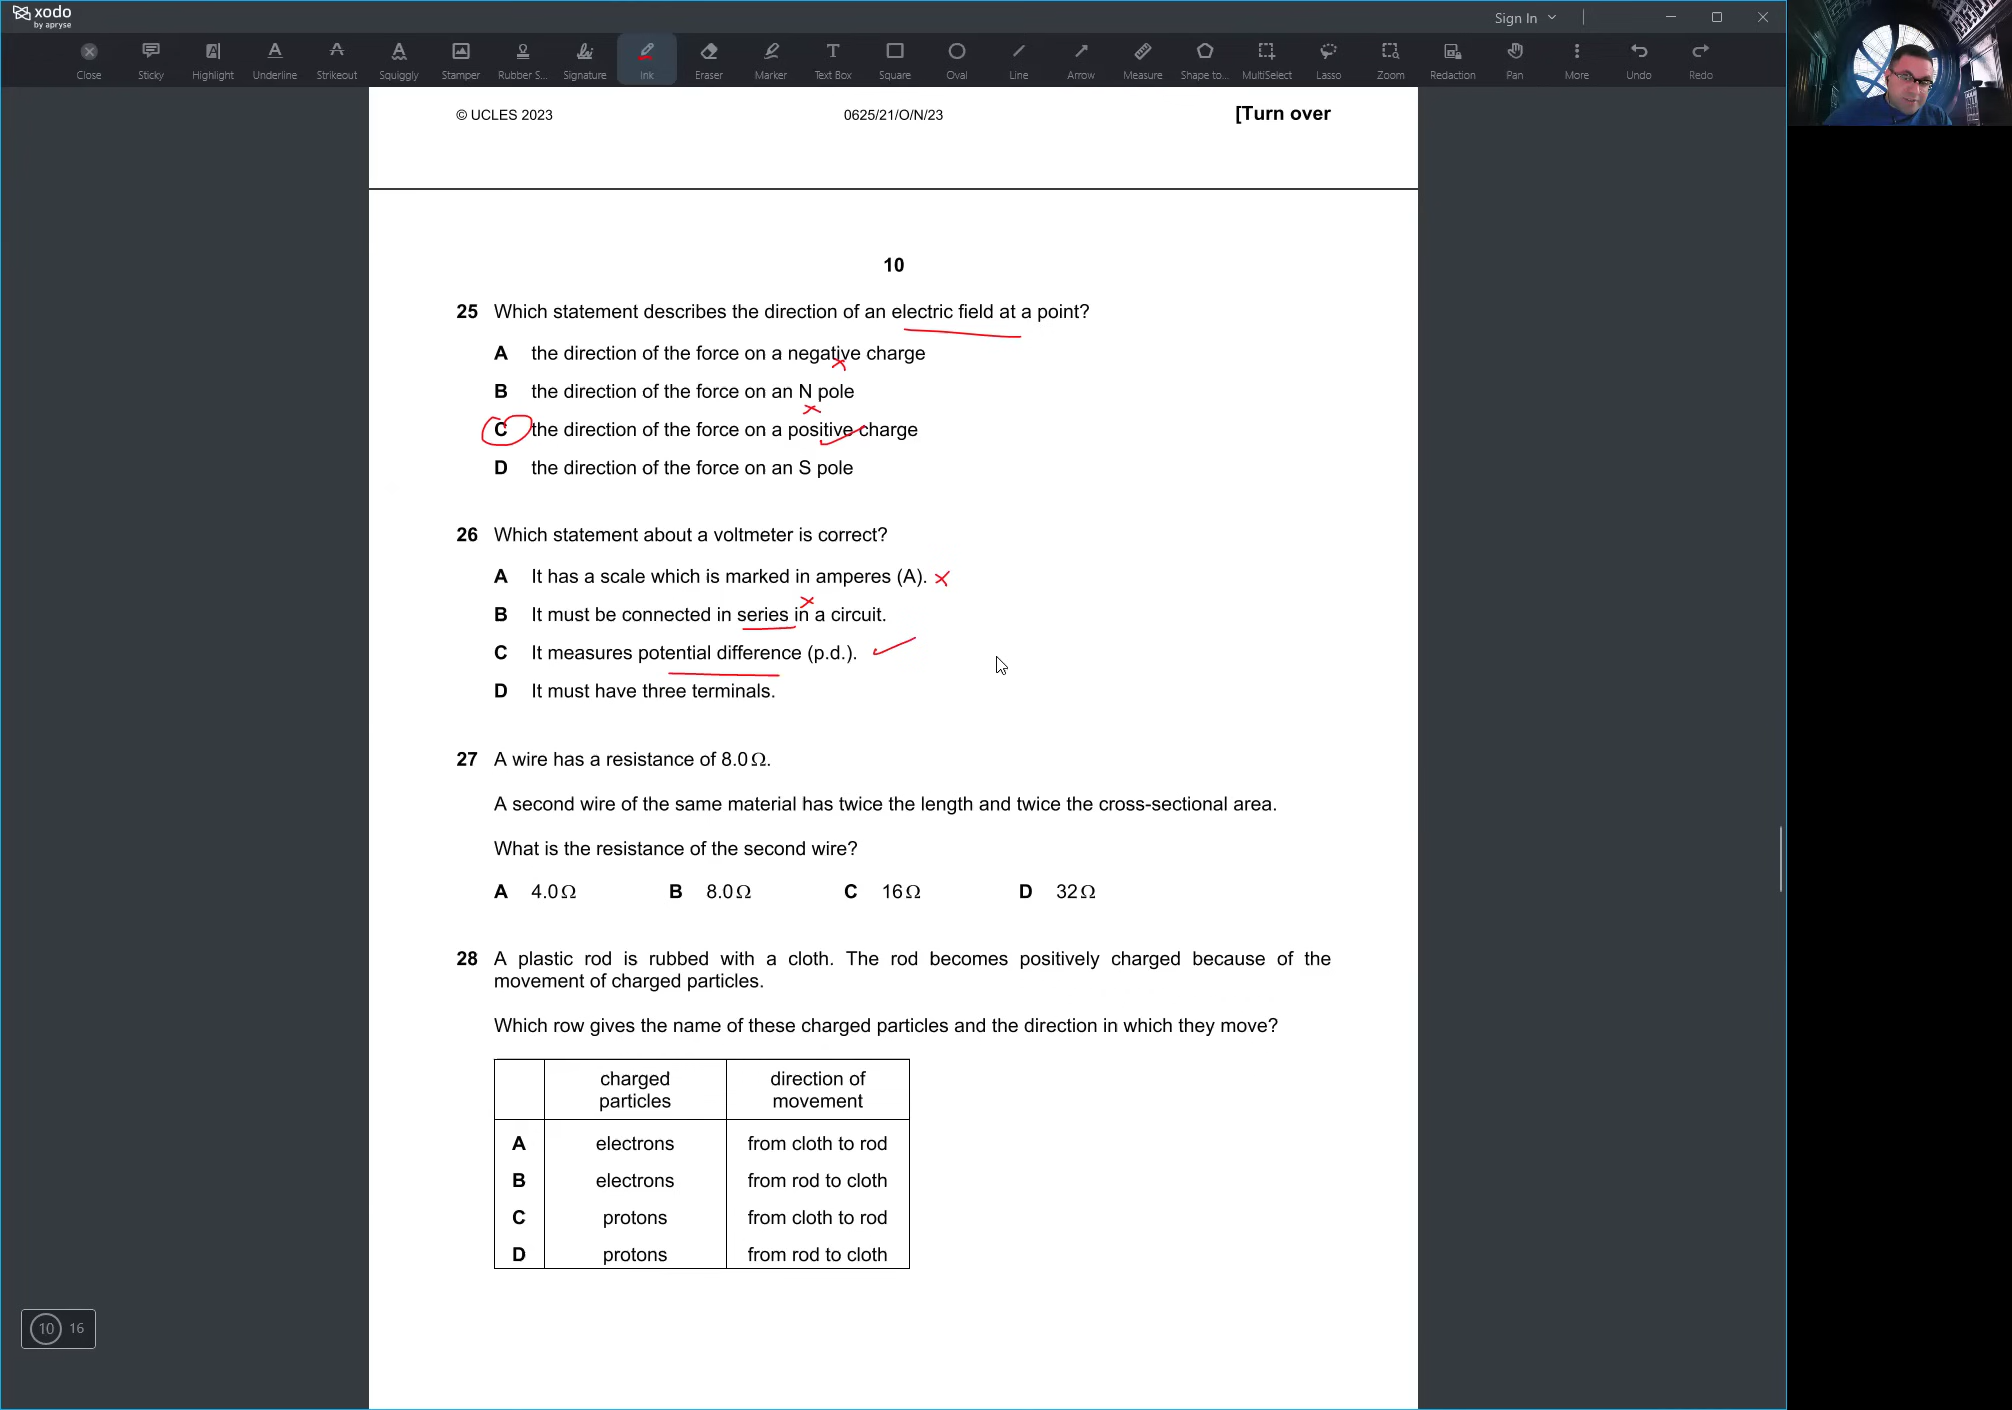 xodo
by apryse
Sign In
Close
Sticky
Highlight
Underline
Strikeout
Squiggly
Stamper
Rubber S...
Signature
Ink
Eraser
Marker
Text Box
Square
Oval
Line
Arrow
Measure
Shape to...
MultiSelect
Lasso
Zoom
Redaction
Pan
More
Undo
Redo
© UCLES 2023 0625/21/O/N/23 [Turn over
10
25 Which statement describes the direction of an electric field at a point?
A the direction of the force on a negative charge
B the direction of the force on an N pole
C the direction of the force on a positive charge
D the direction of the force on an S pole
26 Which statement about a voltmeter is correct?
A It has a scale which is marked in amperes (A).
B It must be connected in series in a circuit.
C It measures potential difference (p.d.).
D It must have three terminals.
27 A wire has a resistance of 8.0 Ω.
A second wire of the same material has twice the length and twice the cross-sectional area.
What is the resistance of the second wire?
A 4.0 Ω B 8.0 Ω C 16 Ω D 32 Ω
28 A plastic rod is rubbed with a cloth. The rod becomes positively charged because of the
movement of charged particles.
Which row gives the name of these charged particles and the direction in which they move?
charged
particles
direction of
movement
A electrons from cloth to rod
B electrons from rod to cloth
C protons from cloth to rod
D protons from rod to cloth
10 16